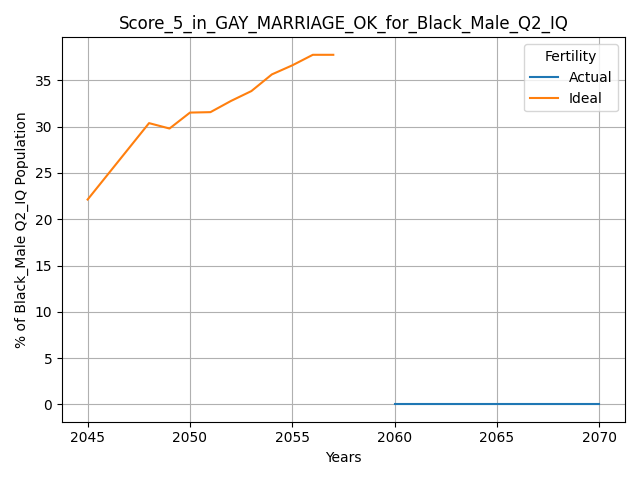 Score_5_in_GAY_MARRIAGE_OK_for_Black_Male_Q2_IQ
Fertility
Actual
Ideal
% of Black_Male Q2_IQ Population
35
30
25
20
15
10
5
0
2045 2050 2055 2060 2065 2070
Years